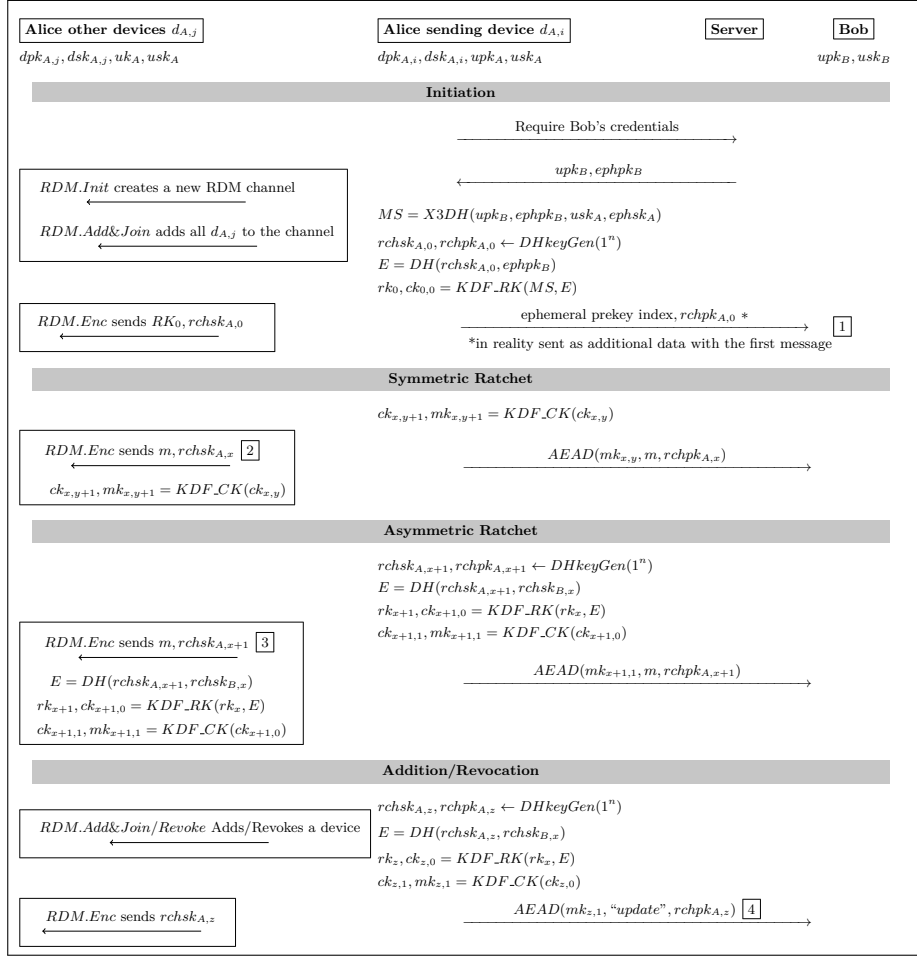 Alice other devices d_{A,j}
Alice sending device d_{A,i}
Server
Bob
dpk_{A,j}, dsk_{A,j}, uk_A, usk_A
dpk_{A,i}, dsk_{A,i}, upk_A, usk_A
upk_B, usk_B
Initiation
Require Bob's credentials
upk_B, ephpk_B
RDM.Init creates a new RDM channel
RDM.Add&Join adds all d_{A,j} to the channel
MS = X3DH(upk_B, ephpk_B, usk_A, ephsk_A)
rchsk_{A,0}, rchpk_{A,0} ← DHkeyGen(1^n)
E = DH(rchsk_{A,0}, ephpk_B)
rk_0, ck_{0,0} = KDF_RK(MS, E)
RDM.Enc sends RK_0, rchsk_{A,0}
ephemeral prekey index, rchpk_{A,0} *
1
*in reality sent as additional data with the first message
Symmetric Ratchet
ck_{x,y+1}, mk_{x,y+1} = KDF_CK(ck_{x,y})
RDM.Enc sends m, rchsk_{A,x} 2
AEAD(mk_{x,y}, m, rchpk_{A,x})
ck_{x,y+1}, mk_{x,y+1} = KDF_CK(ck_{x,y})
Asymmetric Ratchet
rchsk_{A,x+1}, rchpk_{A,x+1} ← DHkeyGen(1^n)
E = DH(rchsk_{A,x+1}, rchsk_{B,x})
rk_{x+1}, ck_{x+1,0} = KDF_RK(rk_x, E)
ck_{x+1,1}, mk_{x+1,1} = KDF_CK(ck_{x+1,0})
RDM.Enc sends m, rchsk_{A,x+1} 3
AEAD(mk_{x+1,1}, m, rchpk_{A,x+1})
E = DH(rchsk_{A,x+1}, rchsk_{B,x})
rk_{x+1}, ck_{x+1,0} = KDF_RK(rk_x, E)
ck_{x+1,1}, mk_{x+1,1} = KDF_CK(ck_{x+1,0})
Addition/Revocation
rchsk_{A,z}, rchpk_{A,z} ← DHkeyGen(1^n)
RDM.Add&Join/Revoke Adds/Revokes a device
E = DH(rchsk_{A,z}, rchsk_{B,x})
rk_z, ck_{z,0} = KDF_RK(rk_x, E)
ck_{z,1}, mk_{z,1} = KDF_CK(ck_{z,0})
RDM.Enc sends rchsk_{A,z}
AEAD(mk_{z,1}, "update", rchpk_{A,z}) 4